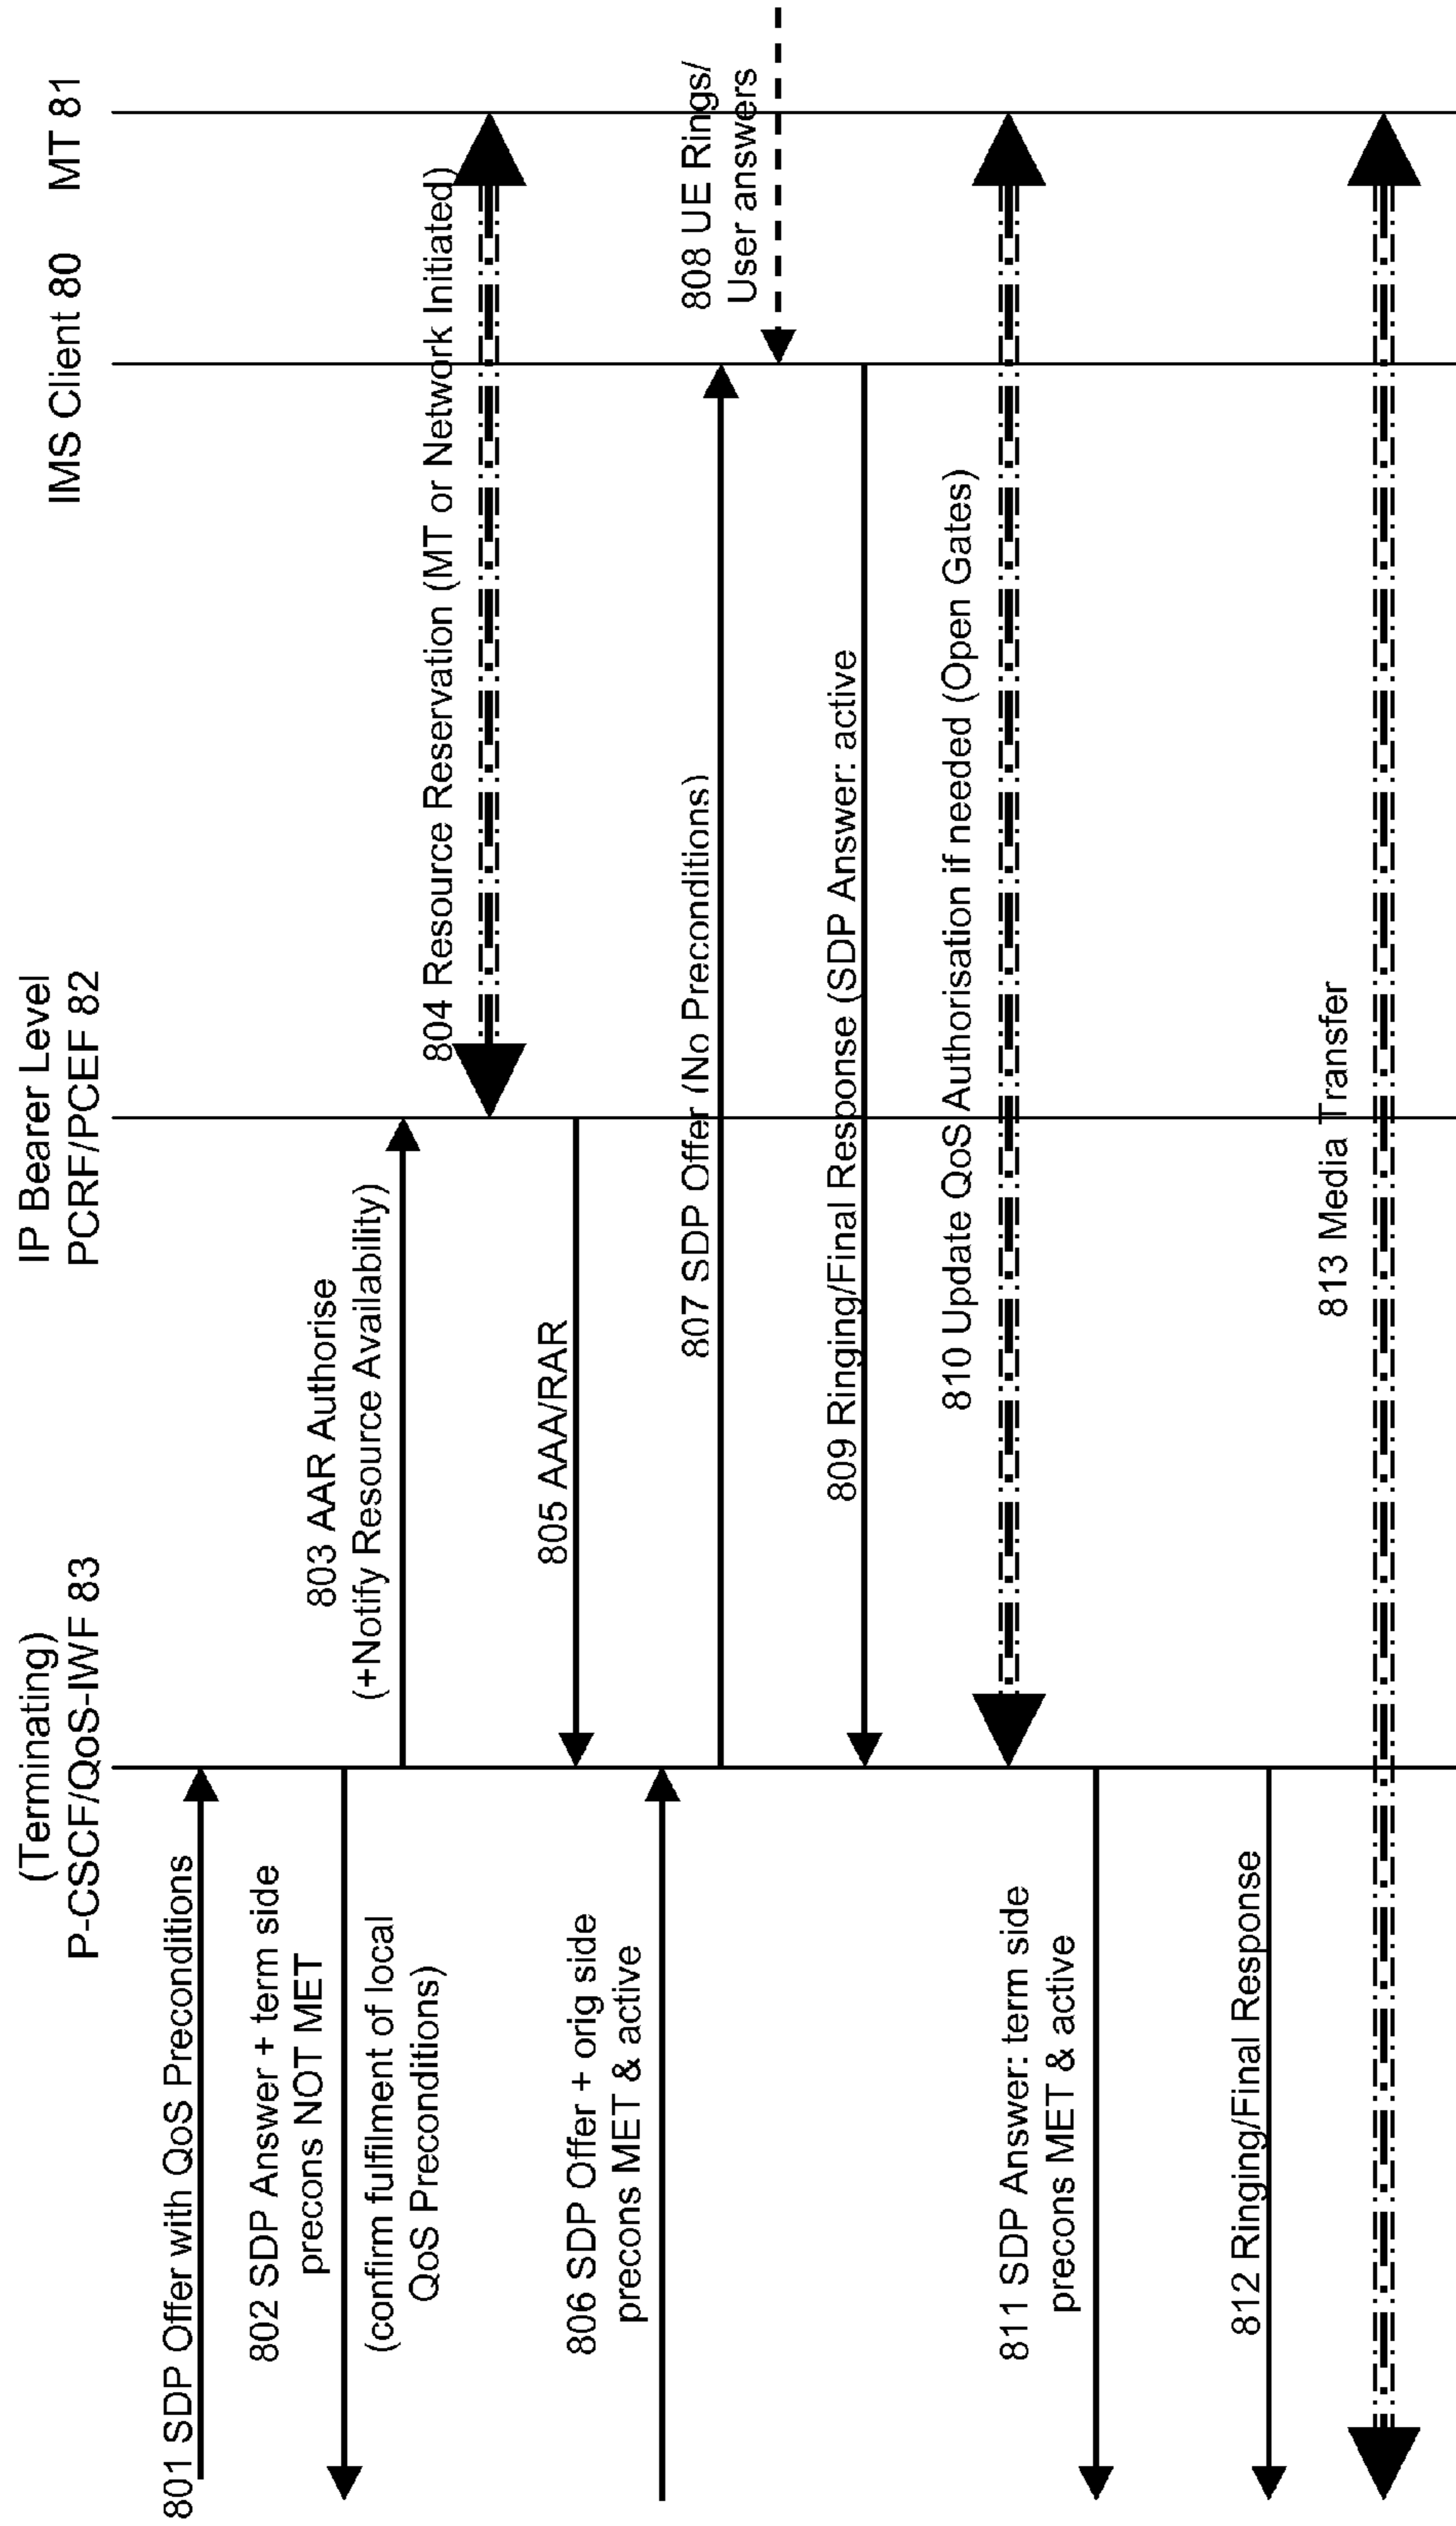 (Terminating)
P-CSCF/QoS-IWF 83
IP Bearer Level
PCRF/PCEF 82
IMS Client 80
MT 81
801 SDP Offer with QoS Preconditions
802 SDP Answer + term side
precons NOT MET
(confirm fulfilment of local
QoS Preconditions)
803 AAR Authorise
(+Notify Resource Availability)
804 Resource Reservation (MT or Network Initiated)
805 AAA/RAR
806 SDP Offer + orig side
precons MET & active
807 SDP Offer (No Preconditions)
808 UE Rings/
User answers
809 Ringing/Final Response (SDP Answer: active
810 Update QoS Authorisation if needed (Open Gates)
811 SDP Answer: term side
precons MET & active
812 Ringing/Final Response
813 Media Transfer